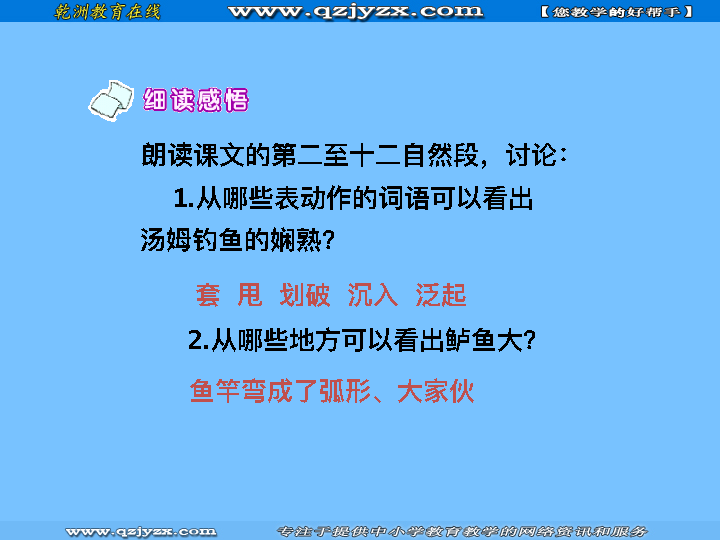 乾洲教育在线 www.qzjyzx.com 【您教学的好帮手】
细读感悟
朗读课文的第二至十二自然段，讨论：
1.从哪些表动作的词语可以看出
汤姆钓鱼的娴熟？
套 甩 划破 沉入 泛起
2.从哪些地方可以看出鲈鱼大？
鱼竿弯成了弧形、大家伙
www.qzjyzx.com 专注于提供中小学教育教学的网络资讯和服务